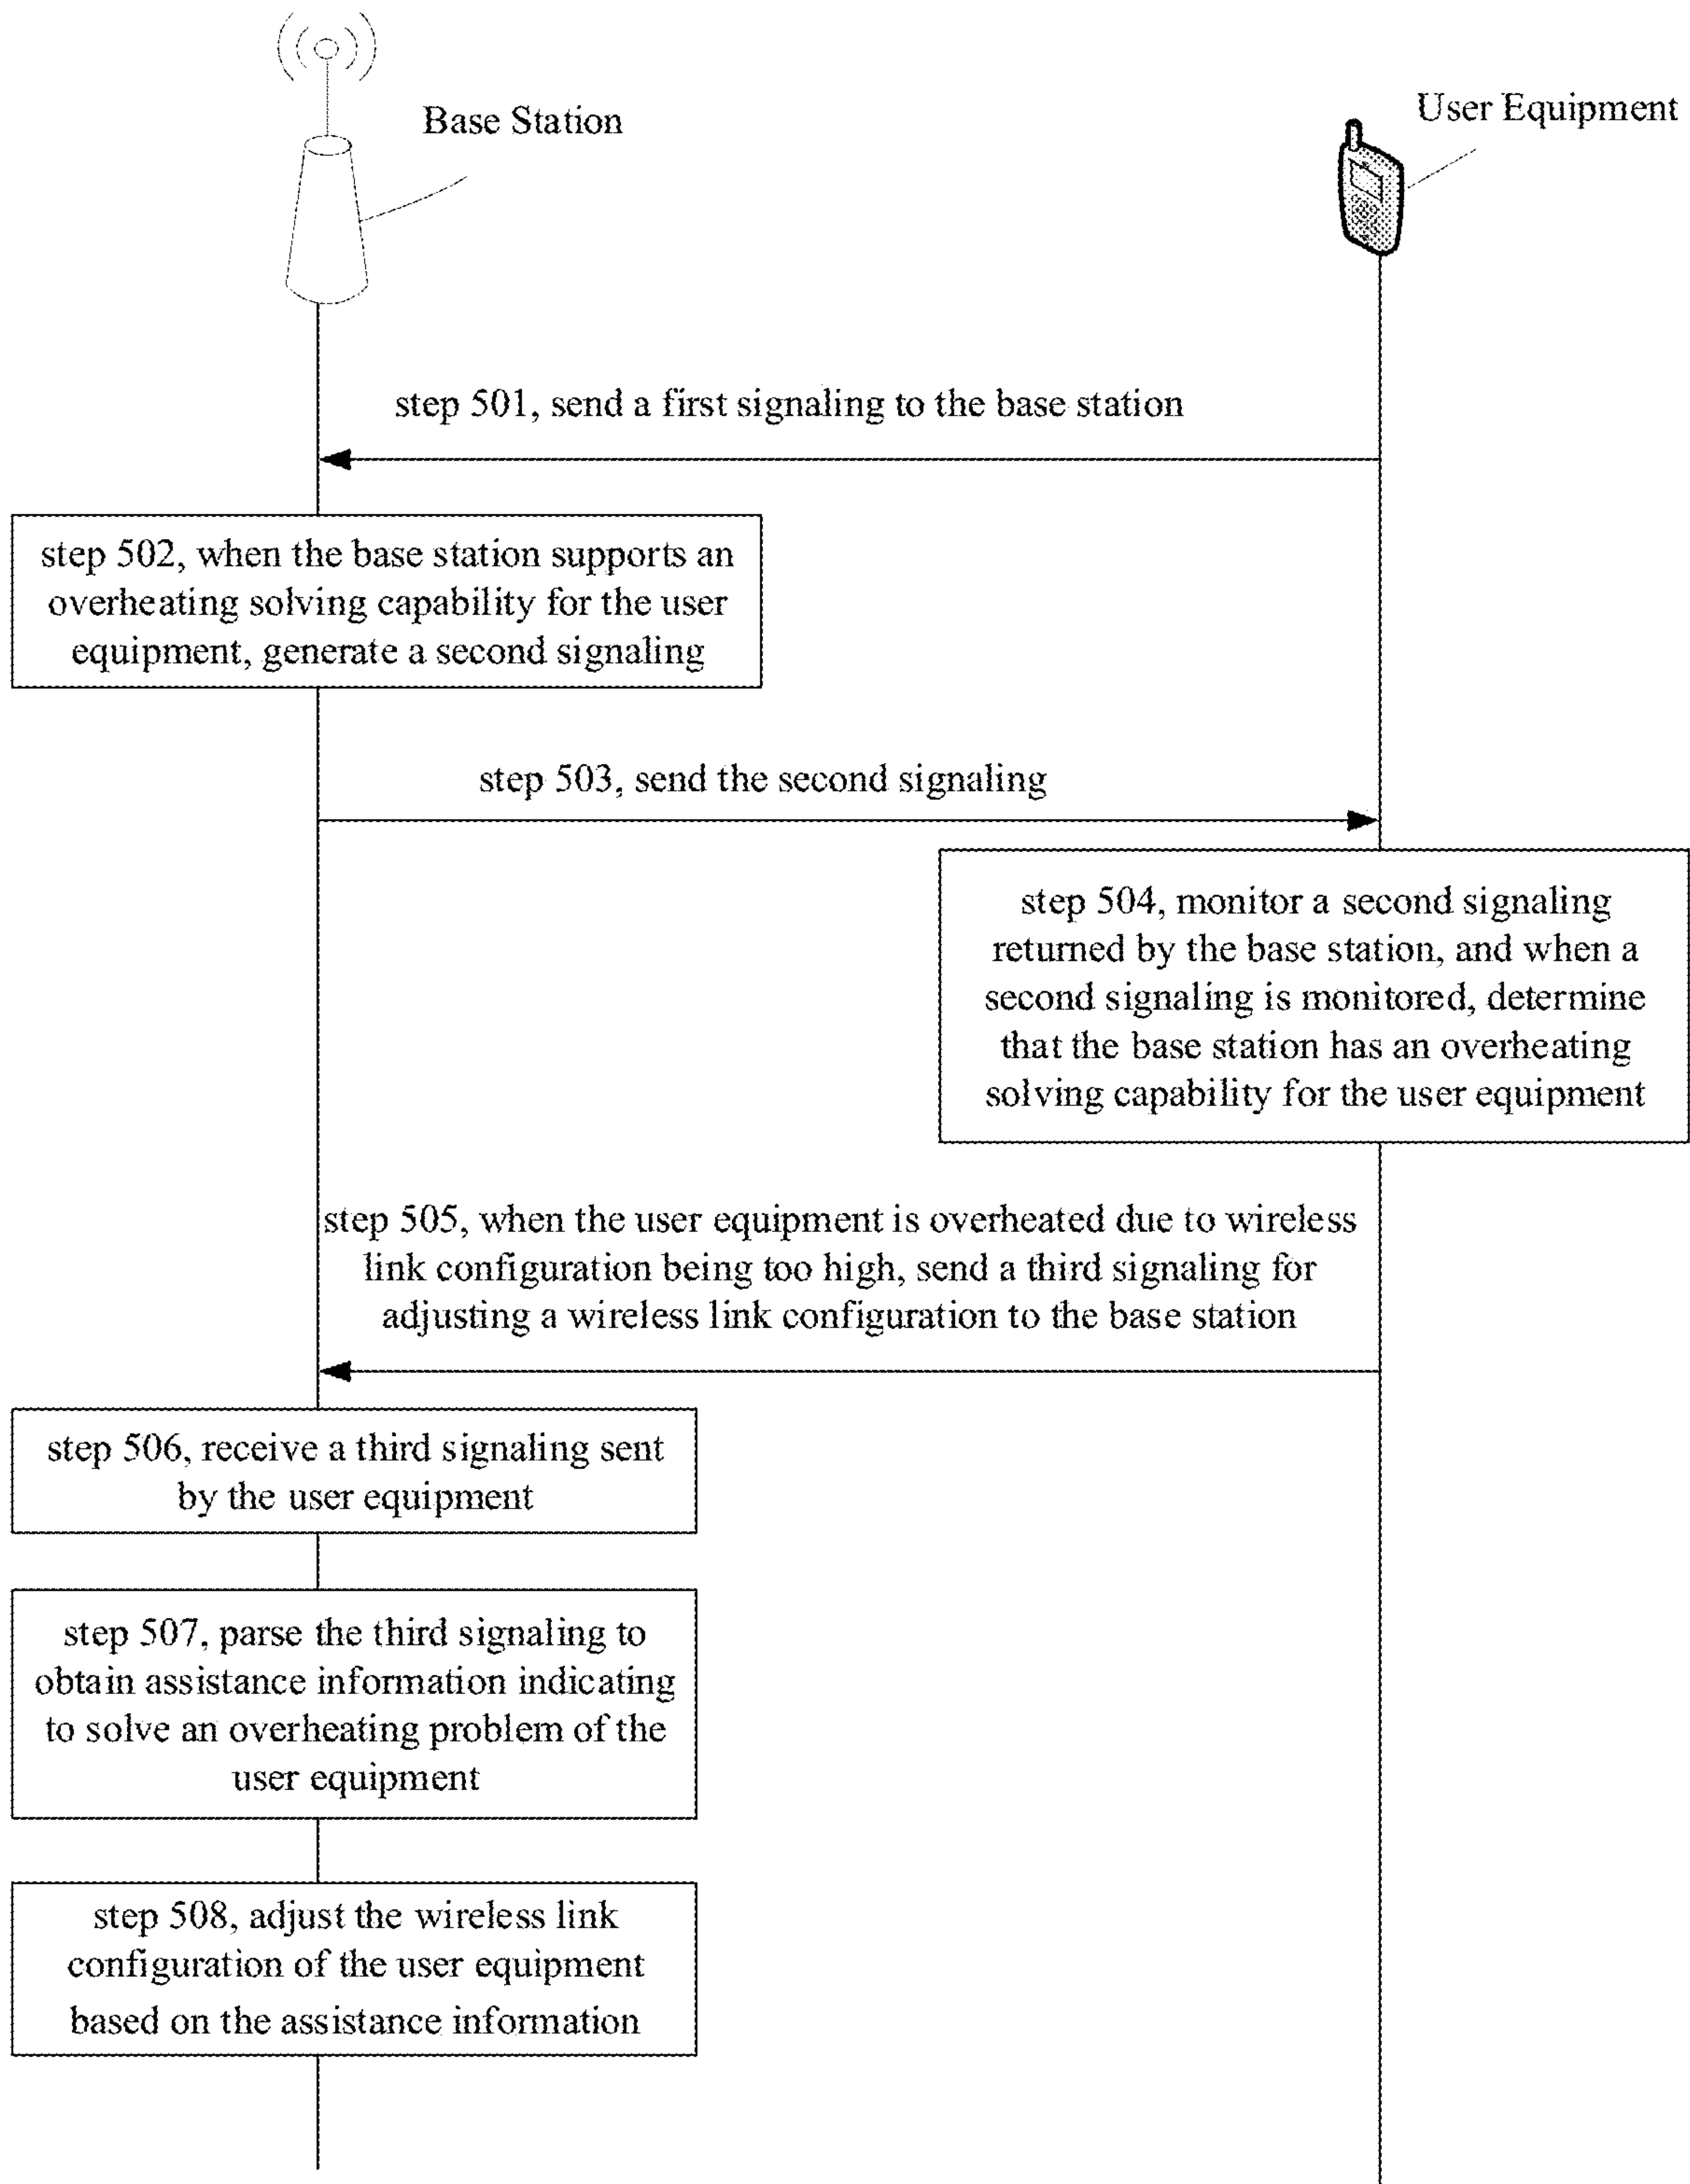 Base Station
User Equipment
step 501, send a first signaling to the base station
step 502, when the base station supports an
overheating solving capability for the user
equipment, generate a second signaling
step 503, send the second signaling
step 504, monitor a second signaling
returned by the base station, and when a
second signaling is monitored, determine
that the base station has an overheating
solving capability for the user equipment
step 505, when the user equipment is overheated due to wireless
link configuration being too high, send a third signaling for
adjusting a wireless link configuration to the base station
step 506, receive a third signaling sent
by the user equipment
step 507, parse the third signaling to
obtain assistance information indicating
to solve an overheating problem of the
user equipment
step 508, adjust the wireless link
configuration of the user equipment
based on the assistance information